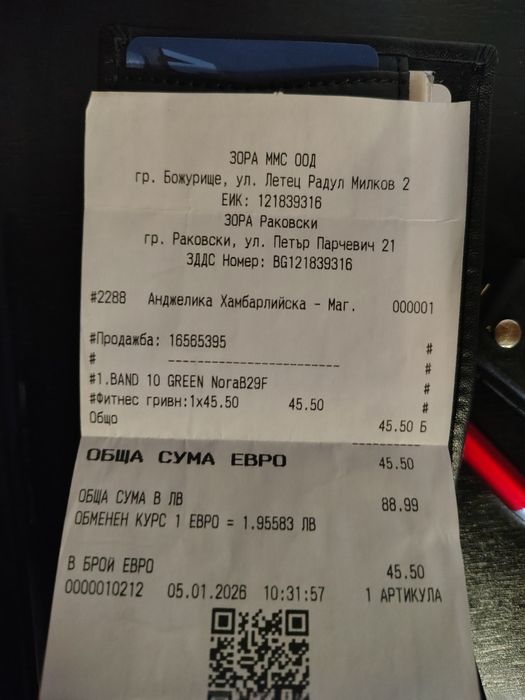 ЗОРА ММС ООД
гр. Божурище, ул. Летец Радул Милков 2
ЕИК: 121839316
ЗОРА Раковски
гр. Раковски, ул. Петър Парчевич 21
ЗДДС Номер: BG121839316
#2288 Анджелика Хамбарлийска - Маг. 000001
#Продажба: 16565395 #
# ------------------------ #
#1.BAND 10 GREEN NoraB29F #
#Фитнес гривн:1x45.50 45.50 #
Общо 45.50 Б
----------
ОБЩА СУМА ЕВРО 45.50
ОБЩА СУМА В ЛВ 88.99
ОБМЕНЕН КУРС 1 ЕВРО = 1.95583 ЛВ
В БРОЙ ЕВРО 45.50
0000010212 05.01.2026 10:31:57 1 АРТИКУЛА